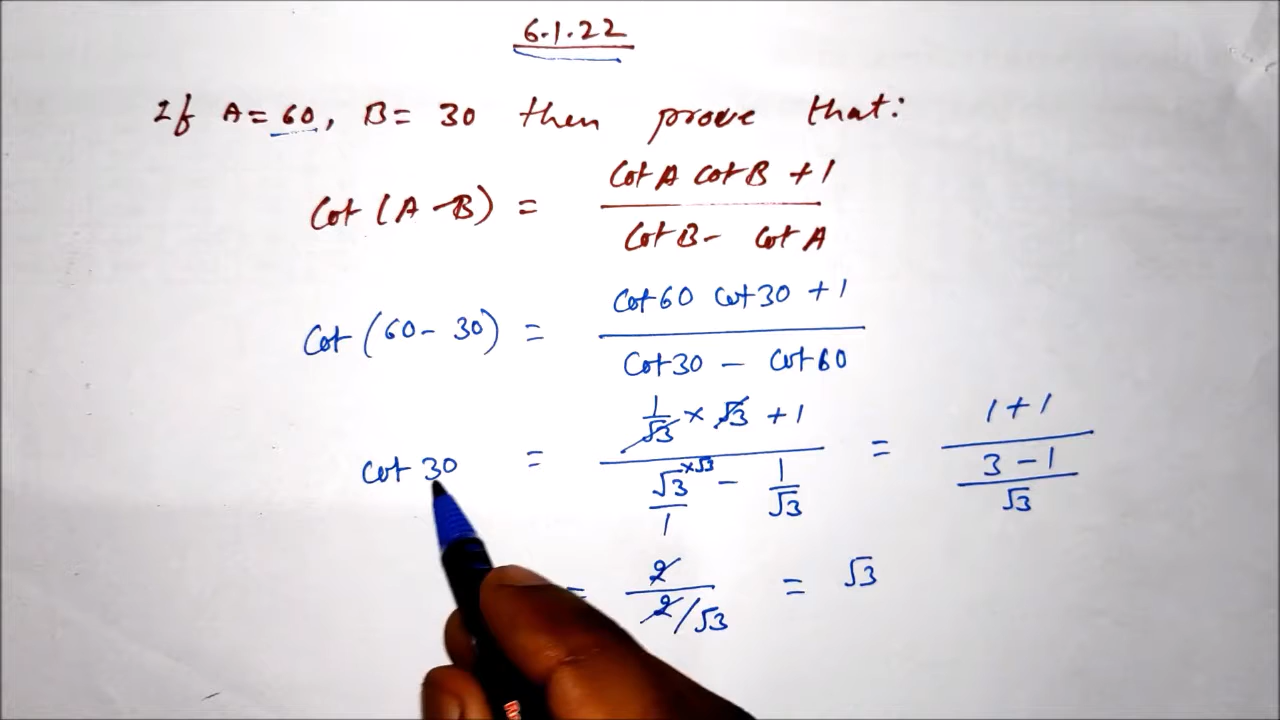 6.1.22
If A = 60, B = 30 then prove that:
Cot (A - B) = Cot A cot B + 1 / Cot B - cot A
Cot (60 - 30) = Cot 60 cot 30 + 1 / Cot 30 - cot 60
Cot 30 = 1/√3 × √3 + 1 / √3×√3/1 - 1/√3 = 1 + 1 / 3 - 1/√3
= 2 / 2/√3 = √3